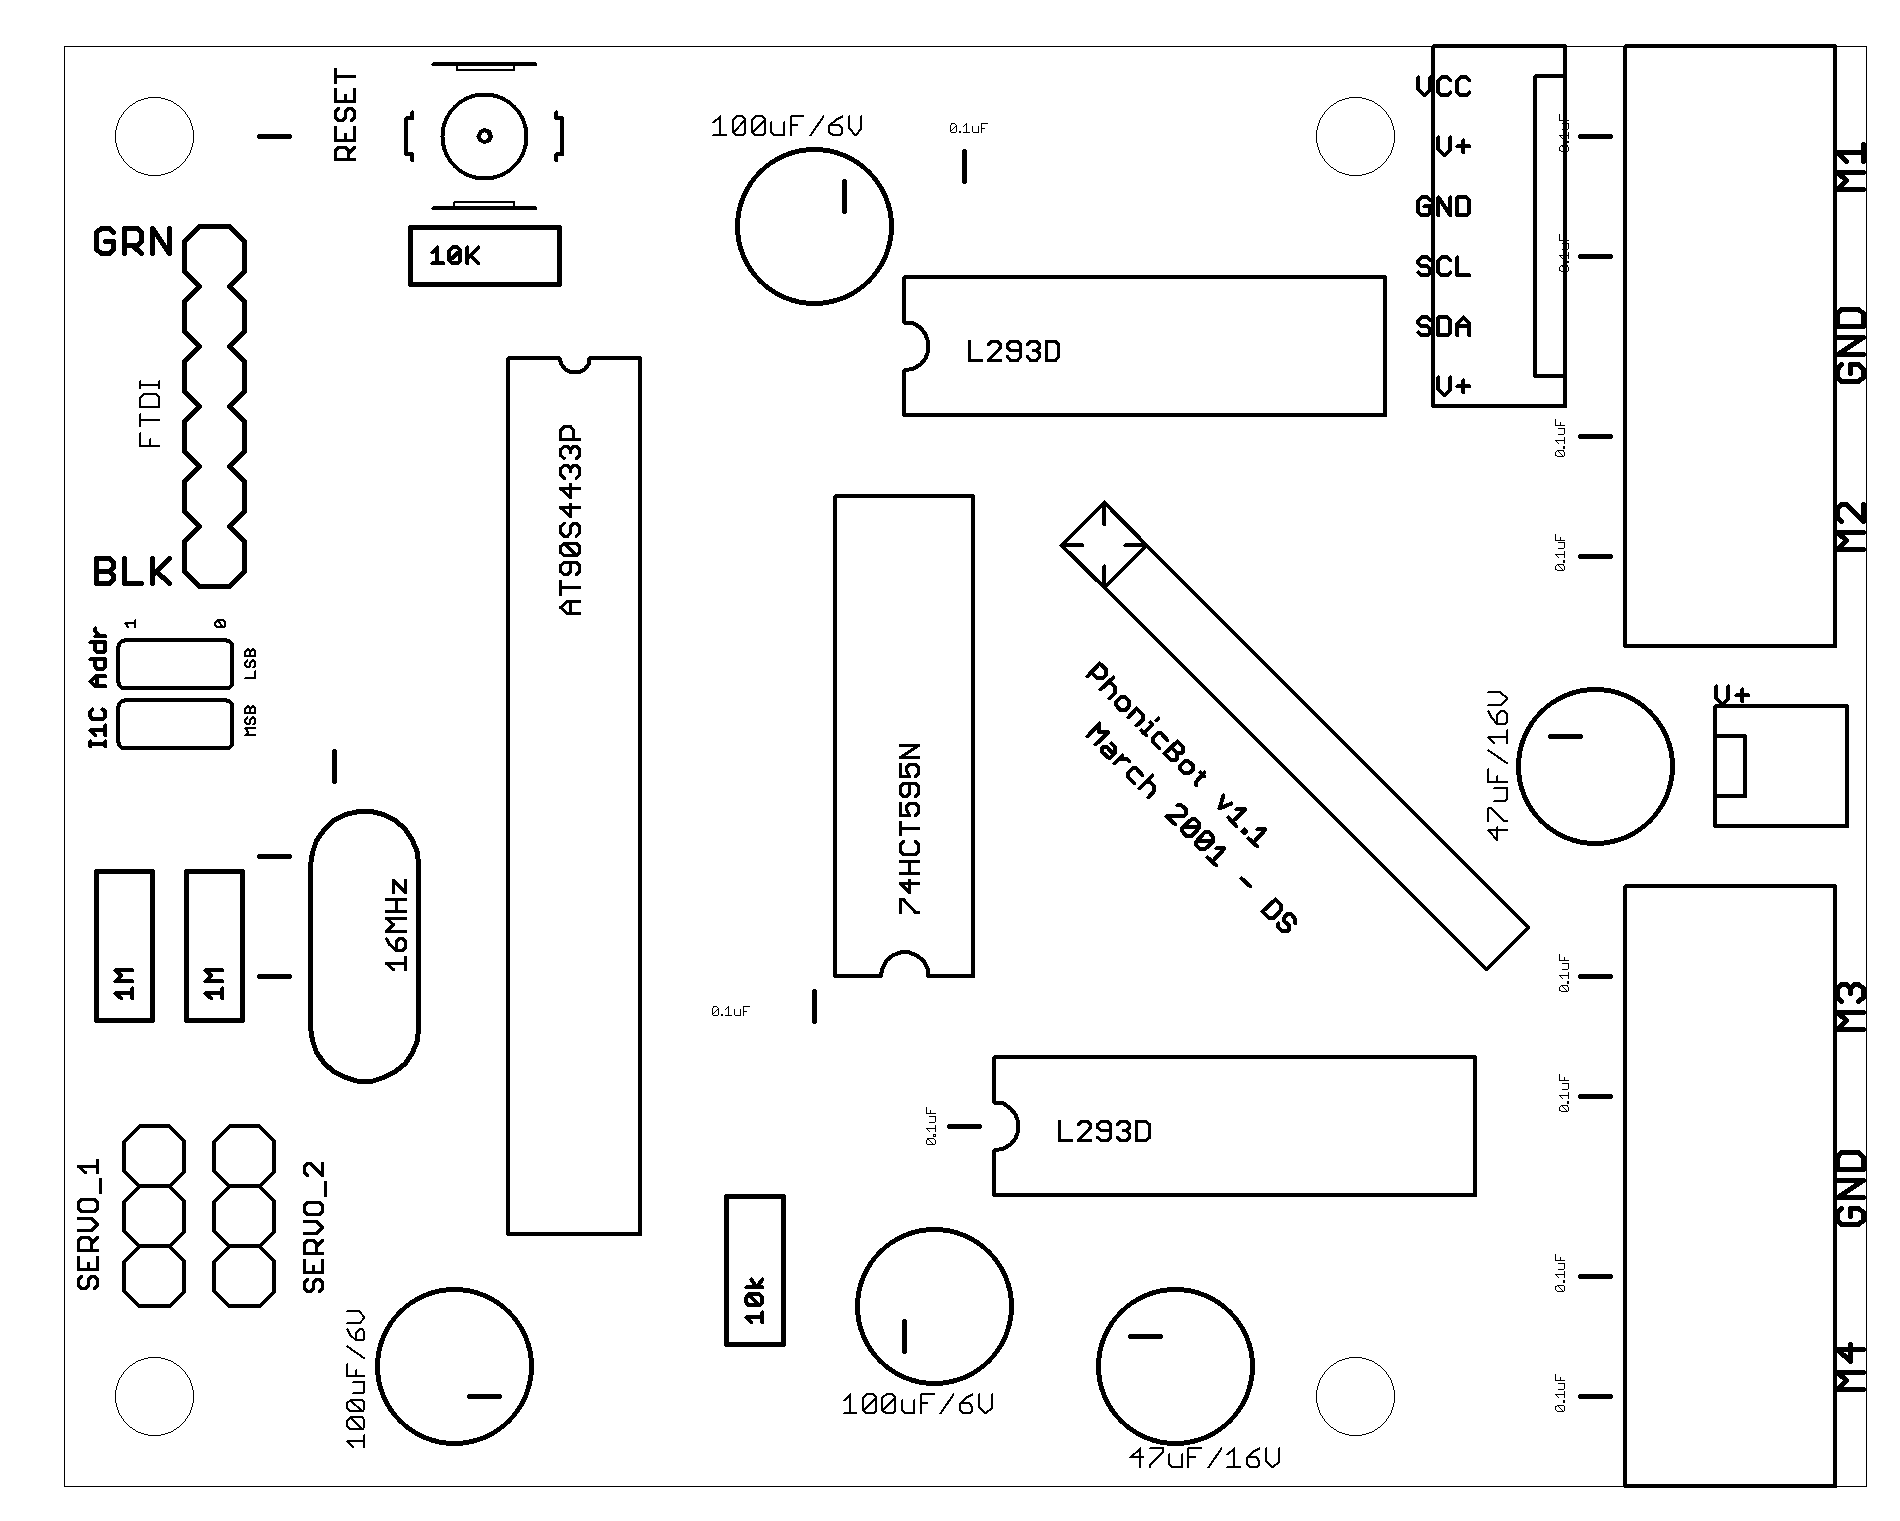 RESET
100uF/6V
0.1uF
VCC
V+
GND
SCL
SDA
V+
0.1uF
0.1uF
0.1uF
0.1uF
M1
GND
M2
GRN
FTDI
BLK
10K
L293D
AT90S4433P
1
0
I1C Addr
LSB
MSB
74HCT595N
PhonicBot v1.1
March 2001 - DS
47uF/16V
V+
16MHz
1M
1M
0.1uF
0.1uF
L293D
0.1uF
0.1uF
0.1uF
0.1uF
M3
GND
M4
SERVO_1
SERVO_2
100uF/6V
10k
100uF/6V
47uF/16V